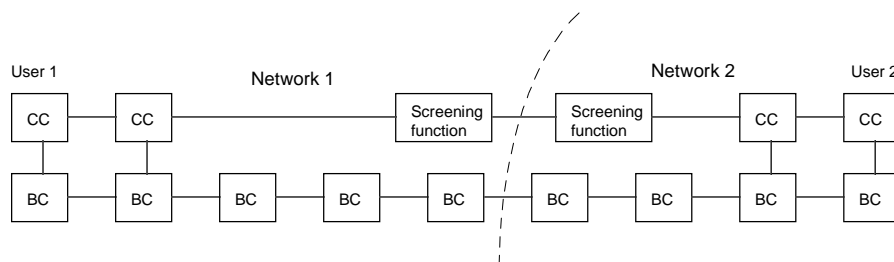 User 1
Network 1
Network 2
User 2
CC
CC
Screening
function
Screening
function
CC
CC
BC
BC
BC
BC
BC
BC
BC
BC
BC